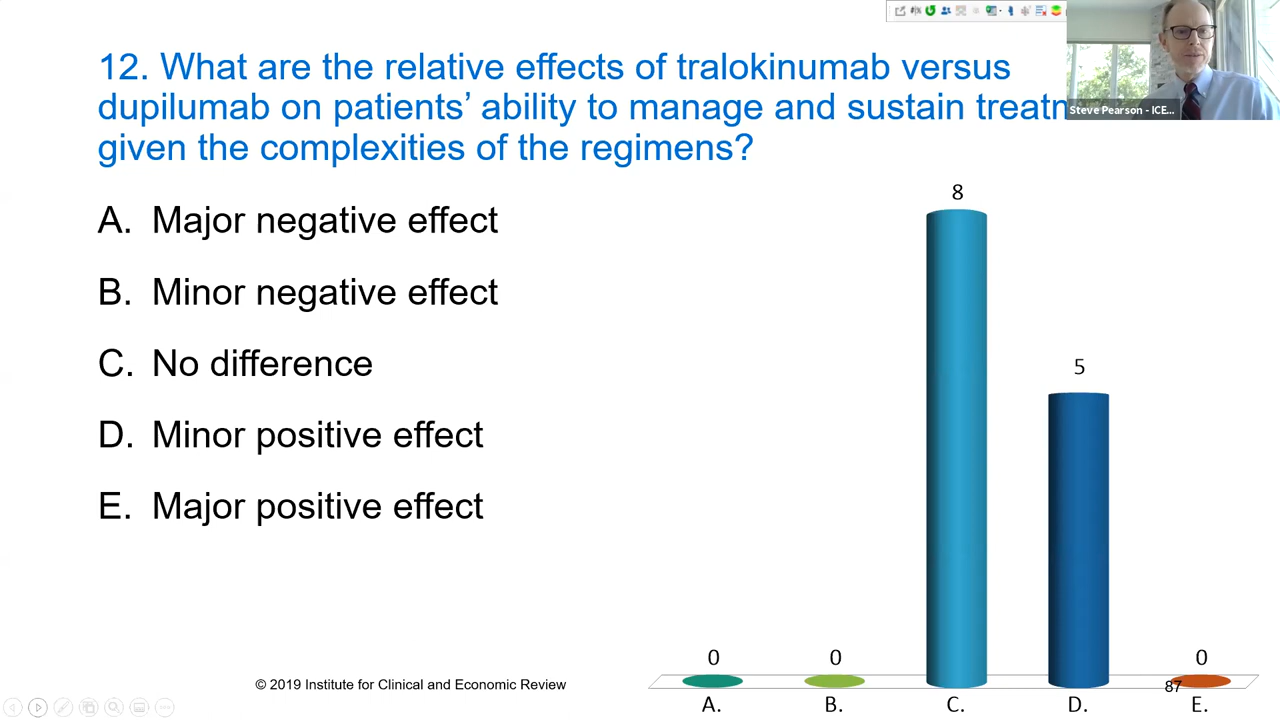 12. What are the relative effects of tralokinumab versus
dupilumab on patients’ ability to manage and sustain treatm
given the complexities of the regimens?
Steve Pearson - ICE...
A. Major negative effect
B. Minor negative effect
C. No difference
D. Minor positive effect
E. Major positive effect
8
5
0
0
0
87
A.
B.
C.
D.
E.
© 2019 Institute for Clinical and Economic Review